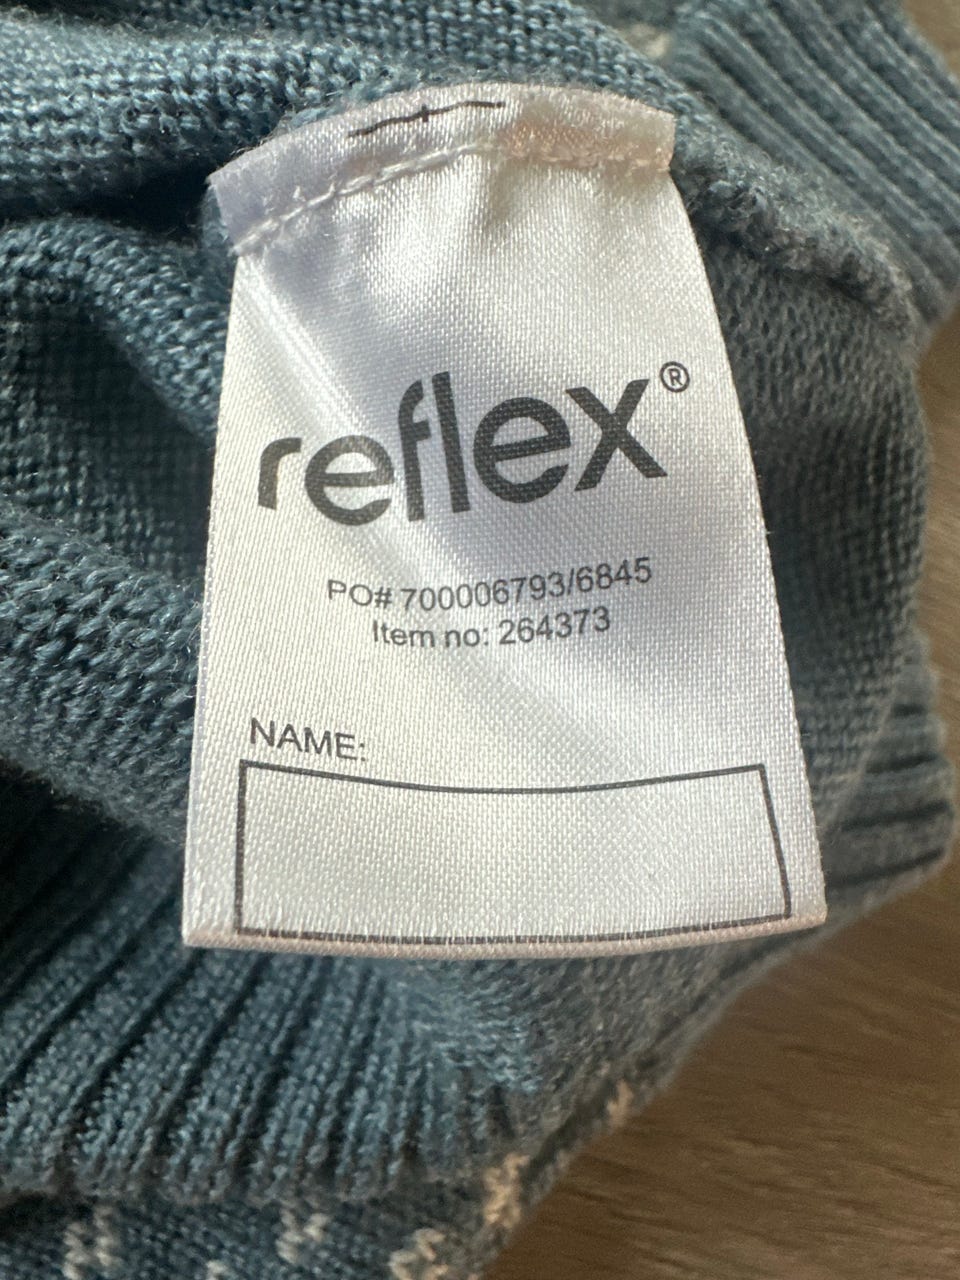 reflex®
PO# 700006793/6845
Item no: 264373
NAME: